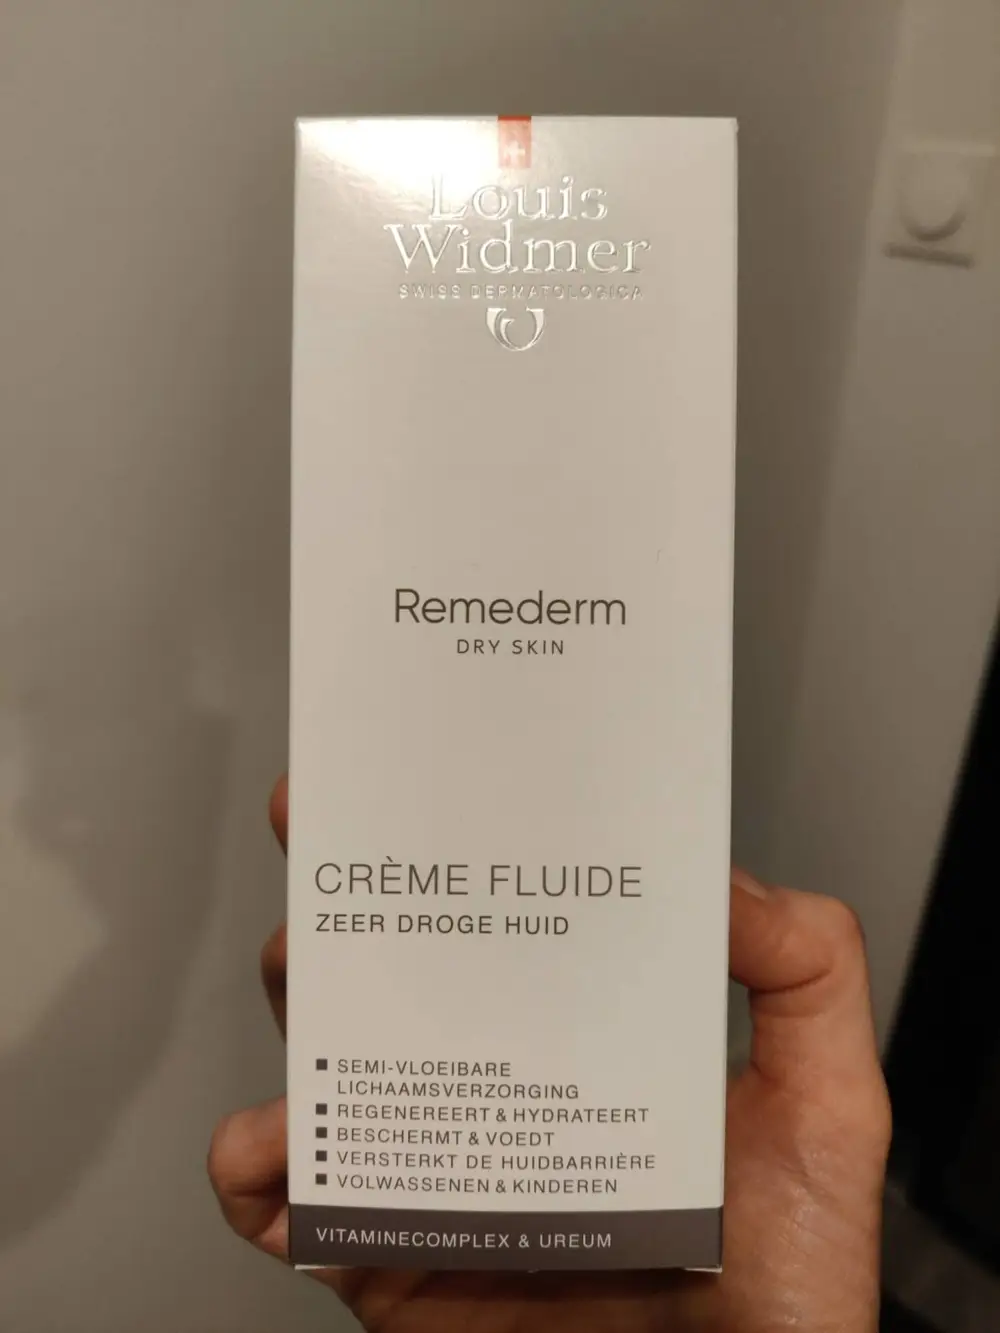 Louis
Widmer
SWISS DERMATOLOGICA
Remederm
DRY SKIN
CRÈME FLUIDE
ZEER DROGE HUID
■ SEMI-VLOEIBARE
LICHAAMSVERZORGING
■ REGENEREERT & HYDRATEERT
■ BESCHERMT & VOEDT
■ VERSTERKT DE HUIDBARRIÈRE
■ VOLWASSENEN & KINDEREN
VITAMINECOMPLEX & UREUM